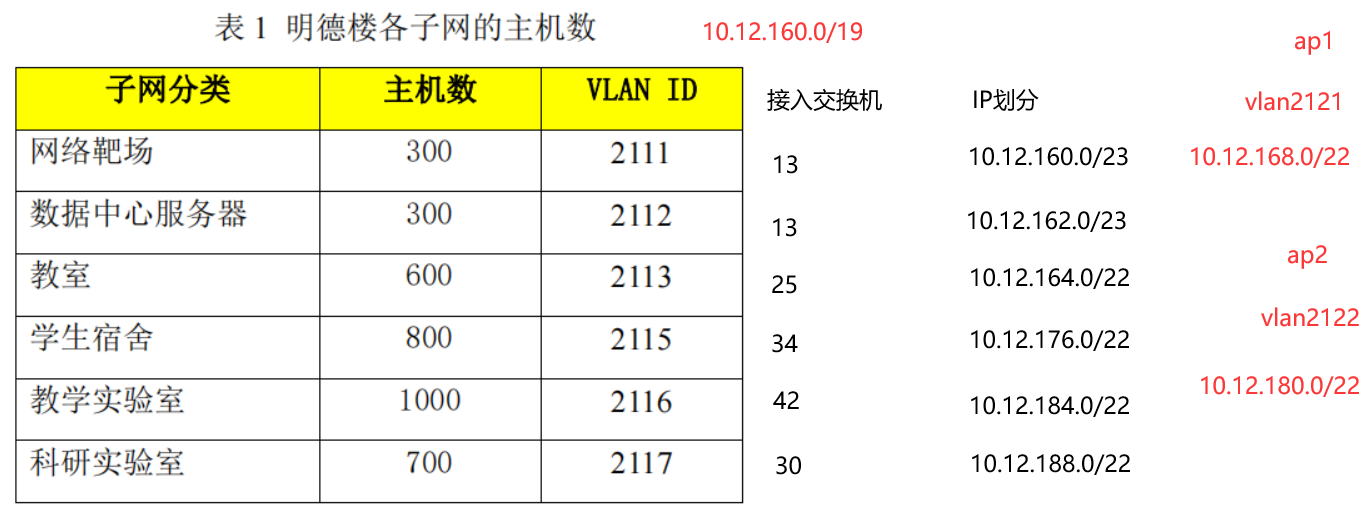 表 1 明德楼各子网的主机数 10.12.160.0/19
ap1
子网分类 主机数 VLAN ID 接入交换机 IP划分 vlan2121
网络靶场 300 2111 13 10.12.160.0/23 10.12.168.0/22
数据中心服务器 300 2112 13 10.12.162.0/23
ap2
教室 600 2113 25 10.12.164.0/22
vlan2122
学生宿舍 800 2115 34 10.12.176.0/22
10.12.180.0/22
教学实验室 1000 2116 42 10.12.184.0/22
科研实验室 700 2117 30 10.12.188.0/22